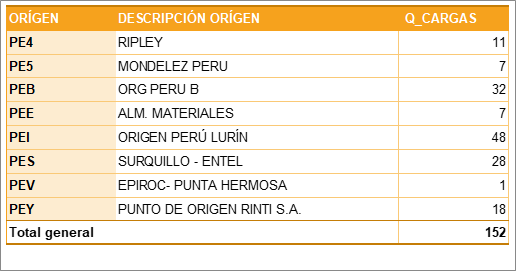 ORÍGEN DESCRIPCIÓN ORÍGEN Q_CARGAS
PE4 RIPLEY 11
PE5 MONDELEZ PERU 7
PEB ORG PERU B 32
PEE ALM. MATERIALES 7
PEI ORIGEN PERÚ LURÍN 48
PES SURQUILLO - ENTEL 28
PEV EPIROC- PUNTA HERMOSA 1
PEY PUNTO DE ORIGEN RINTI S.A. 18
Total general 152